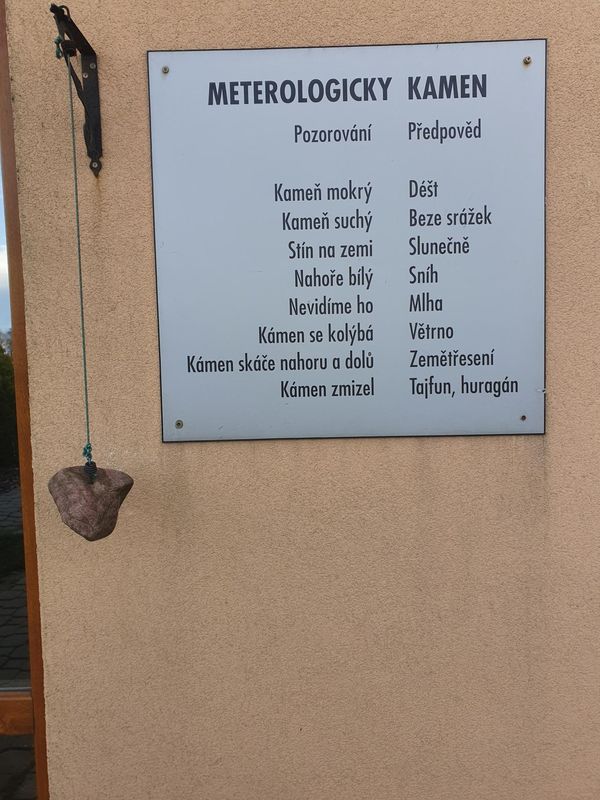 METEROLOGICKY KAMEN
Pozorování Předpověd
Kameň mokrý Déšt
Kameň suchý Beze srážek
Stín na zemi Slunečně
Nahoře bílý Sníh
Nevidíme ho Mlha
Kámen se kolýbá Větrno
Kámen skáče nahoru a dolů Zemětřesení
Kámen zmizel Tajfun, huragán